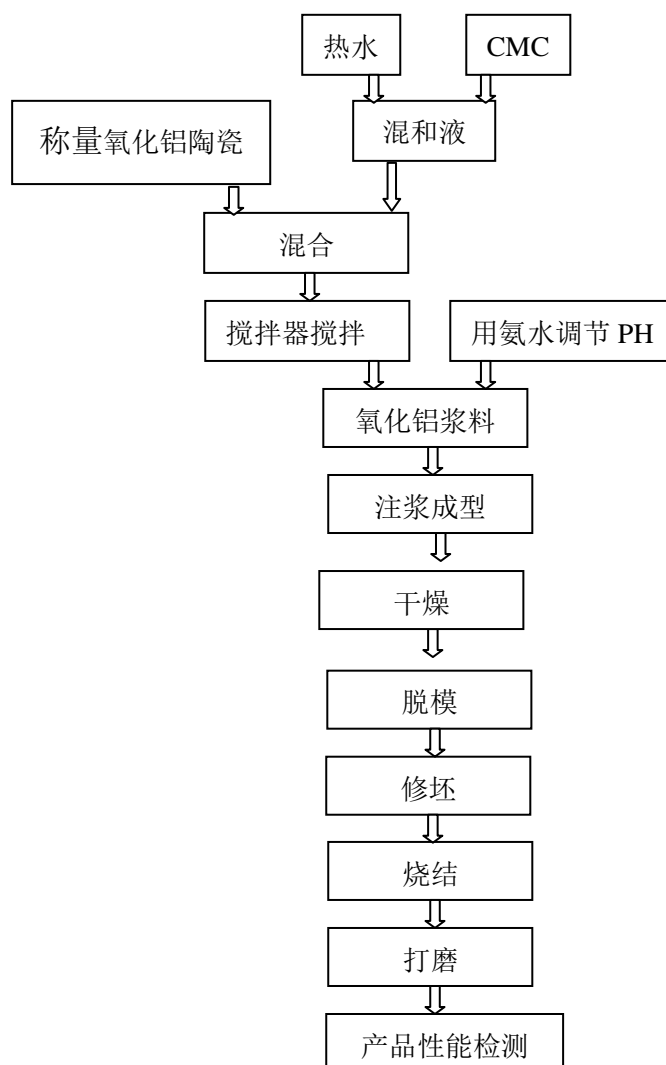 热水
CMC
称量氧化铝陶瓷
混和液
混合
搅拌器搅拌
用氨水调节 PH
氧化铝浆料
注浆成型
干燥
脱模
修坯
烧结
打磨
产品性能检测